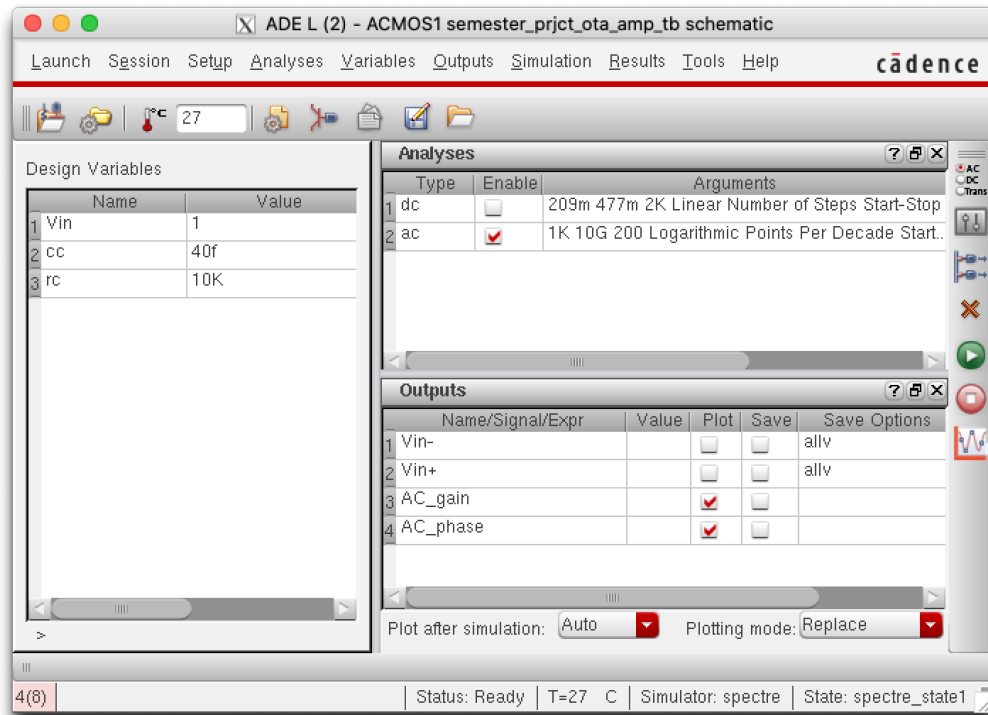 ADE L (2) - ACMOS1 semester_prjct_ota_amp_tb schematic
Launch Session Setup Analyses Variables Outputs Simulation Results Tools Help cādence
°C 27
Design Variables
Name Value
1 Vin 1
2 cc 40f
3 rc 10K
>
Analyses
Type Enable Arguments
1 dc 209m 477m 2K Linear Number of Steps Start-Stop
2 ac 1K 10G 200 Logarithmic Points Per Decade Start..
Outputs
Name/Signal/Expr Value Plot Save Save Options
1 Vin- allv
2 Vin+ allv
3 AC_gain
4 AC_phase
Plot after simulation: Auto Plotting mode: Replace
AC
DC
Trans
4(8) Status: Ready T=27 C Simulator: spectre State: spectre_state1